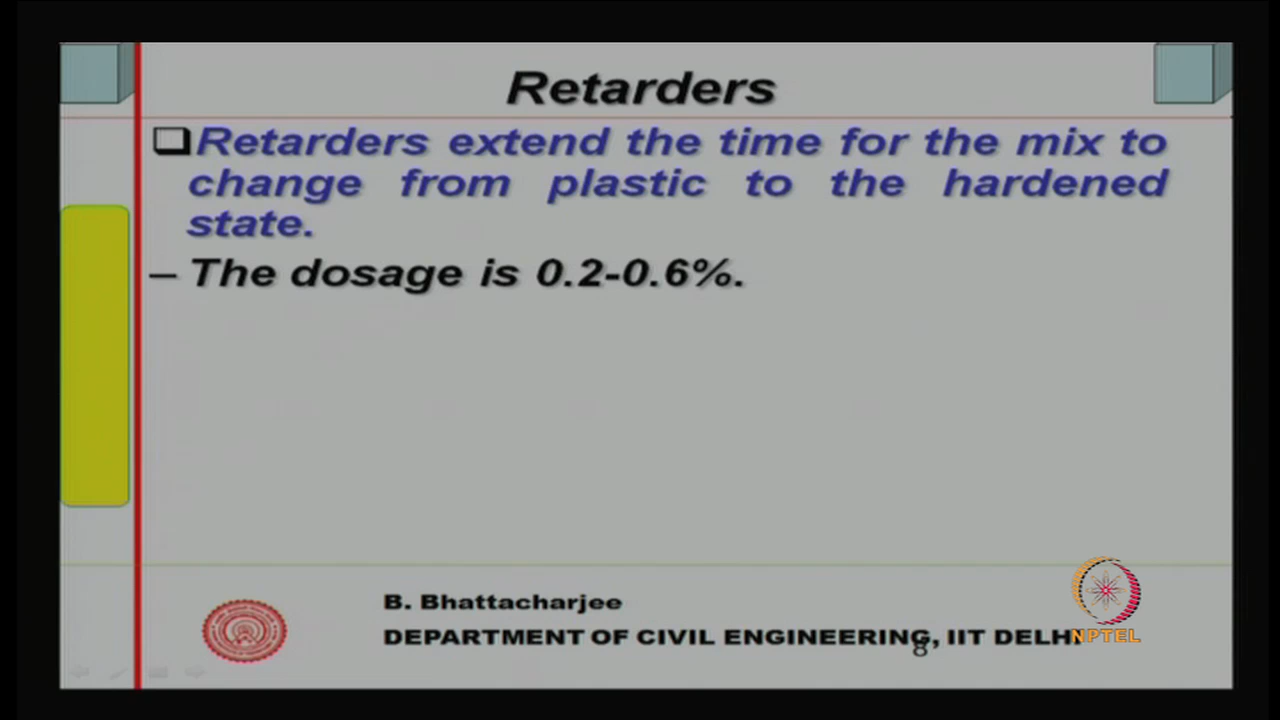 Retarders
Retarders extend the time for the mix to
change from plastic to the hardened
state.
– The dosage is 0.2-0.6%.
B. Bhattacharjee
DEPARTMENT OF CIVIL ENGINEERING, IIT DELHI
8
NPTEL